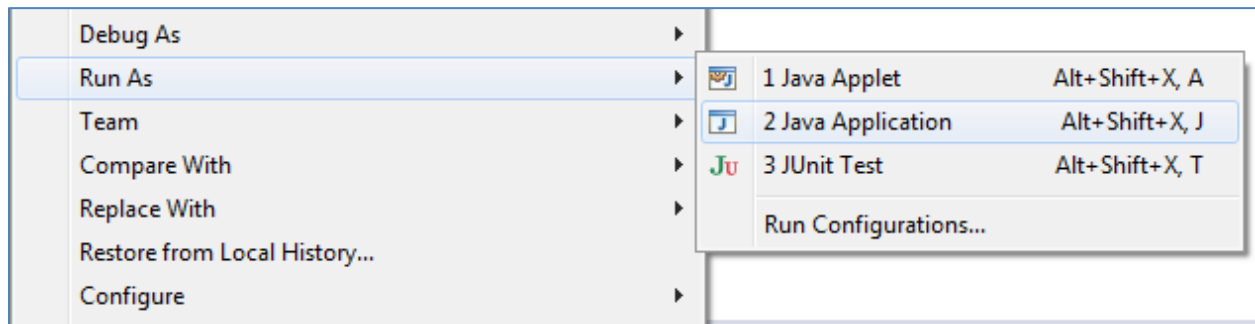 Debug As
Run As
Team
Compare With
Replace With
Restore from Local History...
Configure
1 Java Applet Alt+Shift+X, A
2 Java Application Alt+Shift+X, J
3 JUnit Test Alt+Shift+X, T
Run Configurations...